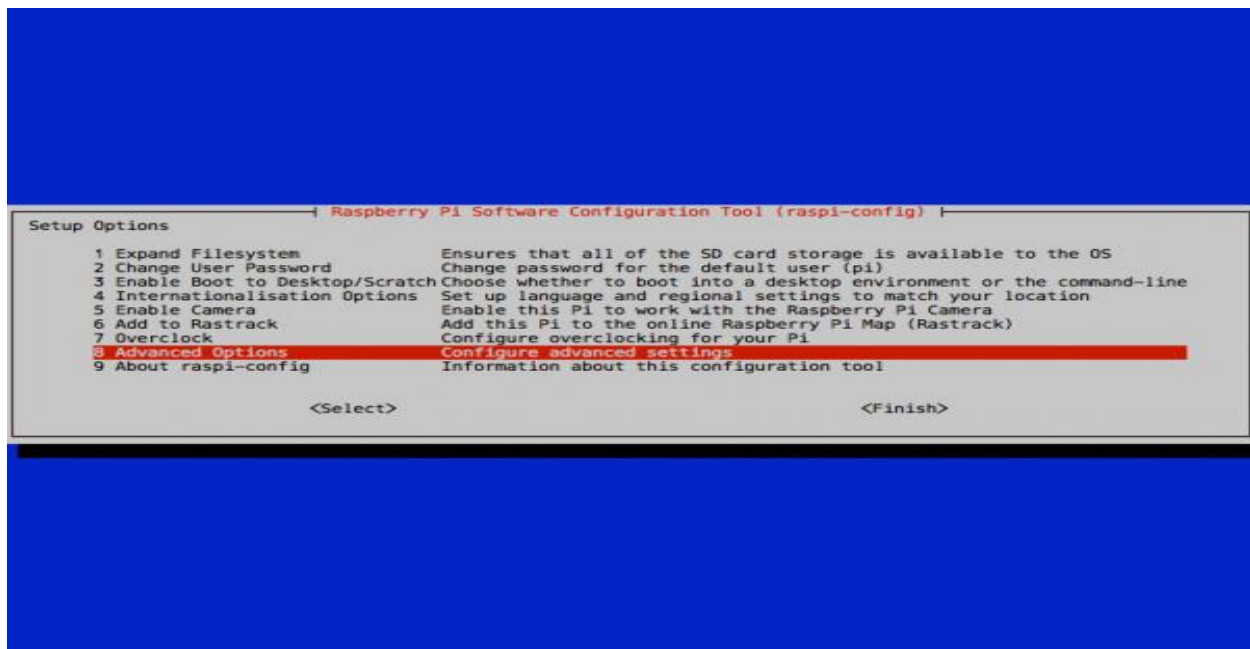 Raspberry Pi Software Configuration Tool (raspi-config)
Setup Options
1 Expand Filesystem Ensures that all of the SD card storage is available to the OS
2 Change User Password Change password for the default user (pi)
3 Enable Boot to Desktop/Scratch Choose whether to boot into a desktop environment or the command-line
4 Internationalisation Options Set up language and regional settings to match your location
5 Enable Camera Enable this Pi to work with the Raspberry Pi Camera
6 Add to Rastrack Add this Pi to the online Raspberry Pi Map (Rastrack)
7 Overclock Configure overclocking for your Pi
8 Advanced Options Configure advanced settings
9 About raspi-config Information about this configuration tool
<Select> <Finish>